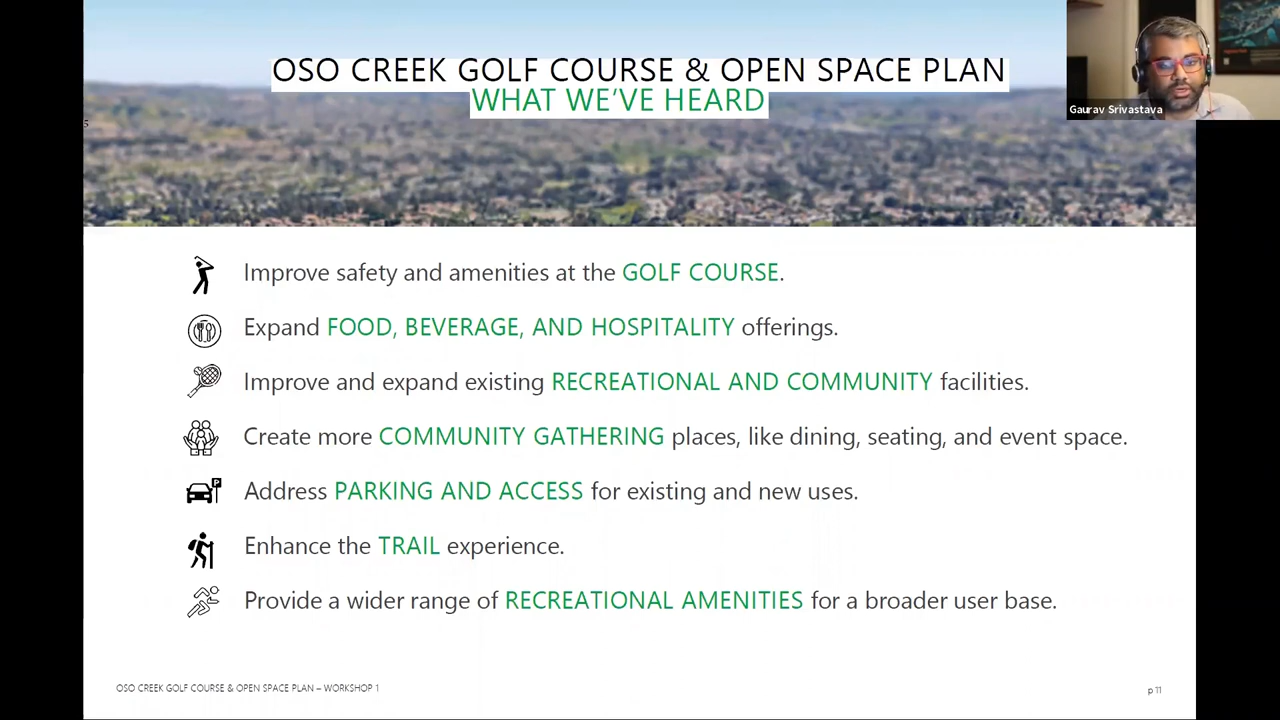 OSO CREEK GOLF COURSE & OPEN SPACE PLAN
WHAT WE'VE HEARD
Gaurav Srivastava
5
Improve safety and amenities at the GOLF COURSE.
Expand FOOD, BEVERAGE, AND HOSPITALITY offerings.
Improve and expand existing RECREATIONAL AND COMMUNITY facilities.
Create more COMMUNITY GATHERING places, like dining, seating, and event space.
P
Address PARKING AND ACCESS for existing and new uses.
Enhance the TRAIL experience.
Provide a wider range of RECREATIONAL AMENITIES for a broader user base.
OSO CREEK GOLF COURSE & OPEN SPACE PLAN – WORKSHOP 1
p 11